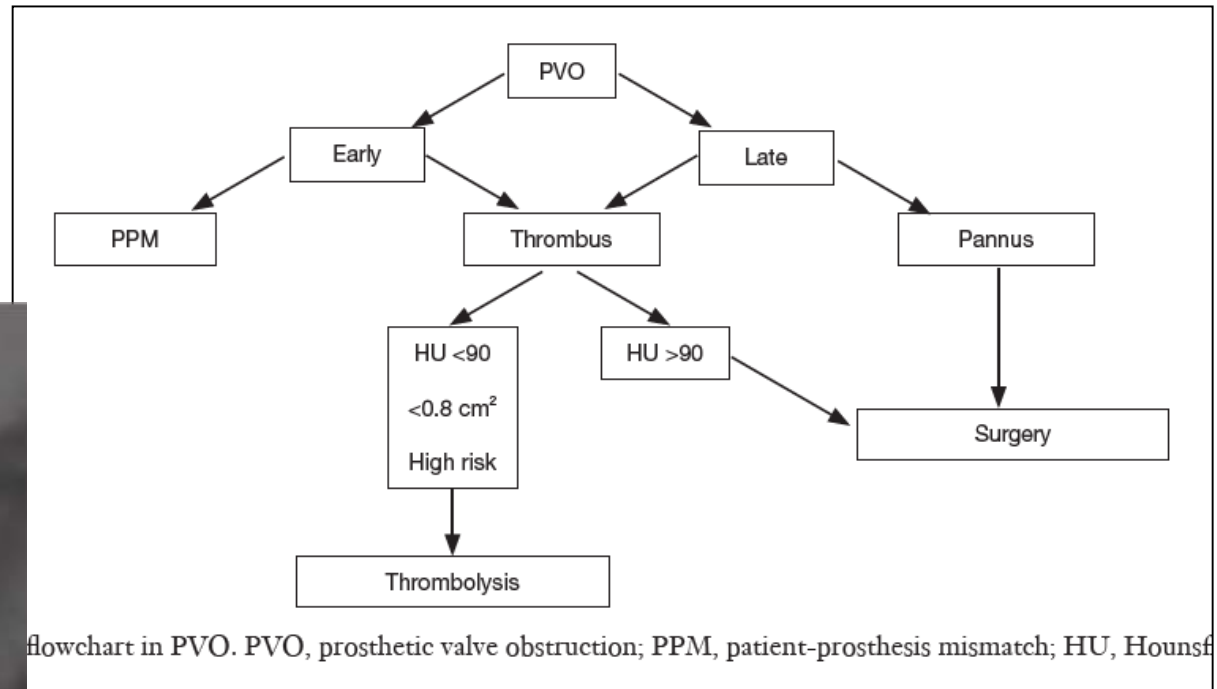 PVO
Early
Late
PPM
Thrombus
Pannus
HU <90
<0.8 cm²
High risk
HU >90
Surgery
Thrombolysis
flowchart in PVO. PVO, prosthetic valve obstruction; PPM, patient-prosthesis mismatch; HU,